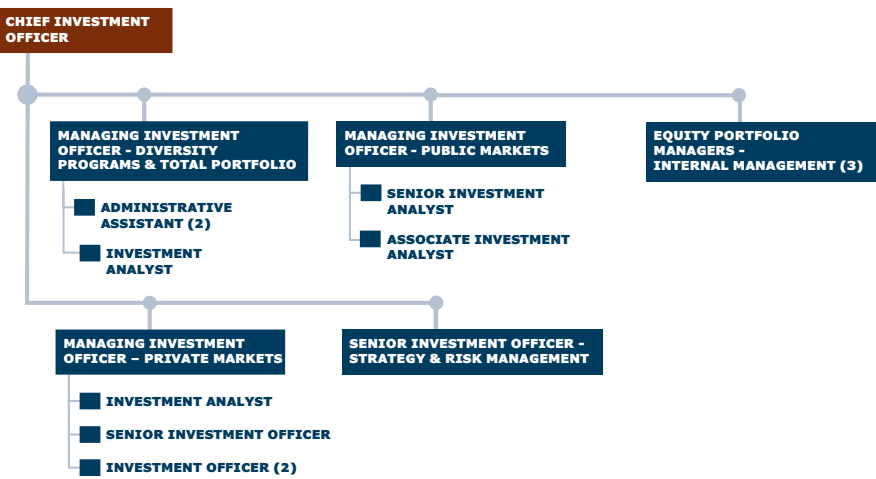 CHIEF INVESTMENT
OFFICER
MANAGING INVESTMENT
OFFICER - DIVERSITY
PROGRAMS & TOTAL PORTFOLIO
ADMINISTRATIVE
ASSISTANT (2)
INVESTMENT
ANALYST
MANAGING INVESTMENT
OFFICER - PUBLIC MARKETS
SENIOR INVESTMENT
ANALYST
ASSOCIATE INVESTMENT
ANALYST
EQUITY PORTFOLIO
MANAGERS -
INTERNAL MANAGEMENT (3)
MANAGING INVESTMENT
OFFICER – PRIVATE MARKETS
INVESTMENT ANALYST
SENIOR INVESTMENT OFFICER
INVESTMENT OFFICER (2)
SENIOR INVESTMENT OFFICER -
STRATEGY & RISK MANAGEMENT